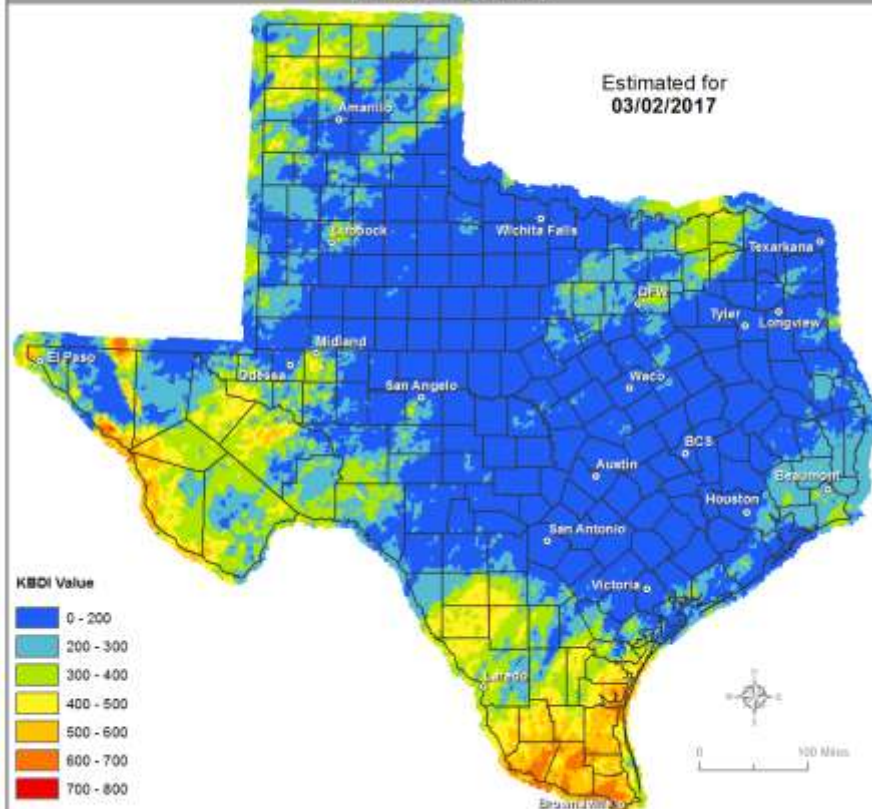 Estimated for
03/02/2017
Amarillo
Lubbock
Wichita Falls
Texarkana
DFW
Tyler
Longview
Midland
El Paso
Odessa
San Angelo
Waco
BCS
Austin
Beaumont
Houston
San Antonio
Victoria
KBDI Value
0 - 200
200 - 300
300 - 400
400 - 500
500 - 600
600 - 700
700 - 800
Laredo
0 100 Miles
Brownsville